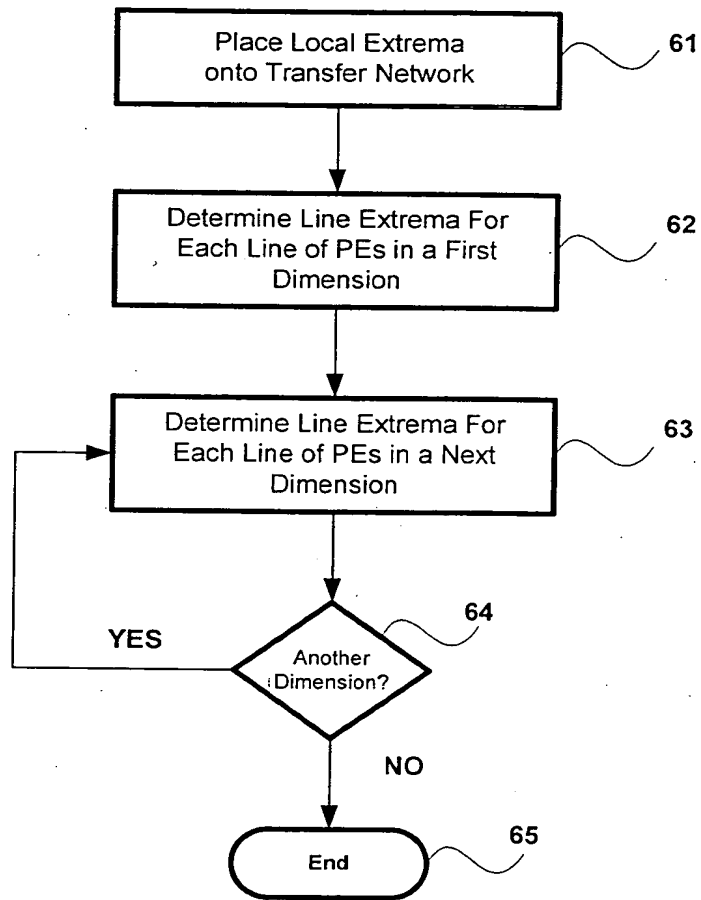 Place Local Extrema
onto Transfer Network
61
Determine Line Extrema For
Each Line of PEs in a First
Dimension
62
Determine Line Extrema For
Each Line of PEs in a Next
Dimension
63
64
YES
Another
Dimension?
NO
End
65